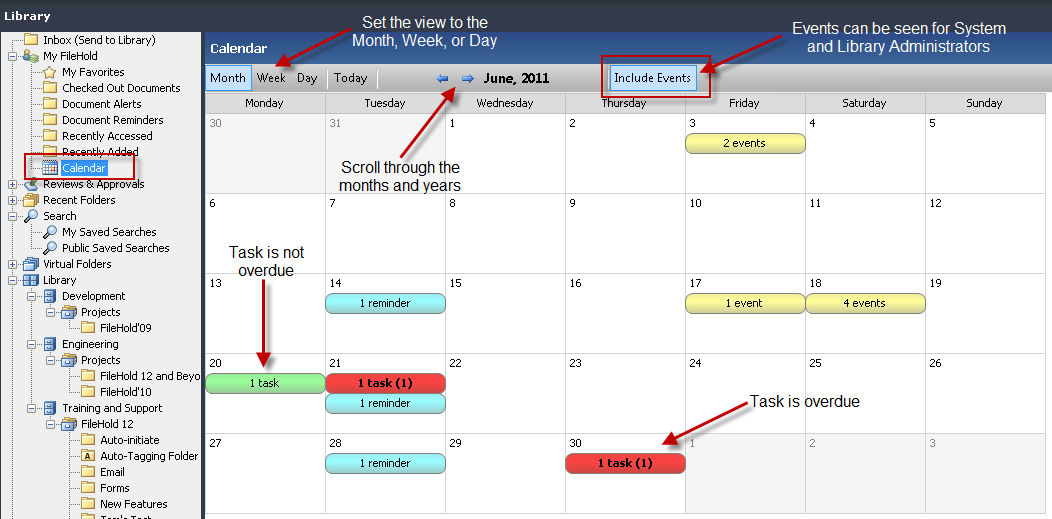 Library
Set the view to the
Month, Week, or Day
Events can be seen for System
and Library Administrators
Inbox (Send to Library)
My FileHold
My Favorites
Checked Out Documents
Document Alerts
Document Reminders
Recently Accessed
Recently Added
Calendar
Reviews & Approvals
Recent Folders
Search
My Saved Searches
Public Saved Searches
Virtual Folders
Library
Development
Projects
FileHold'09
Engineering
Projects
FileHold 12 and Beyo
FileHold'10
Training and Support
FileHold 12
Auto-initiate
A Auto-Tagging Folder
Email
Forms
New Features
Calendar
Month Week Day Today June, 2011 Include Events
Monday Tuesday Wednesday Thursday Friday Saturday Sunday
30 31 1 2 3 4 5
2 events
Scroll through the
months and years
6 7 8 9 10 11 12
Task is not
overdue
13 14 15 16 17 18 19
1 reminder 1 event 4 events
20 21 22 23 24 25 26
1 task 1 task (1)
1 reminder
Task is overdue
27 28 29 30 1 2 3
1 reminder 1 task (1)